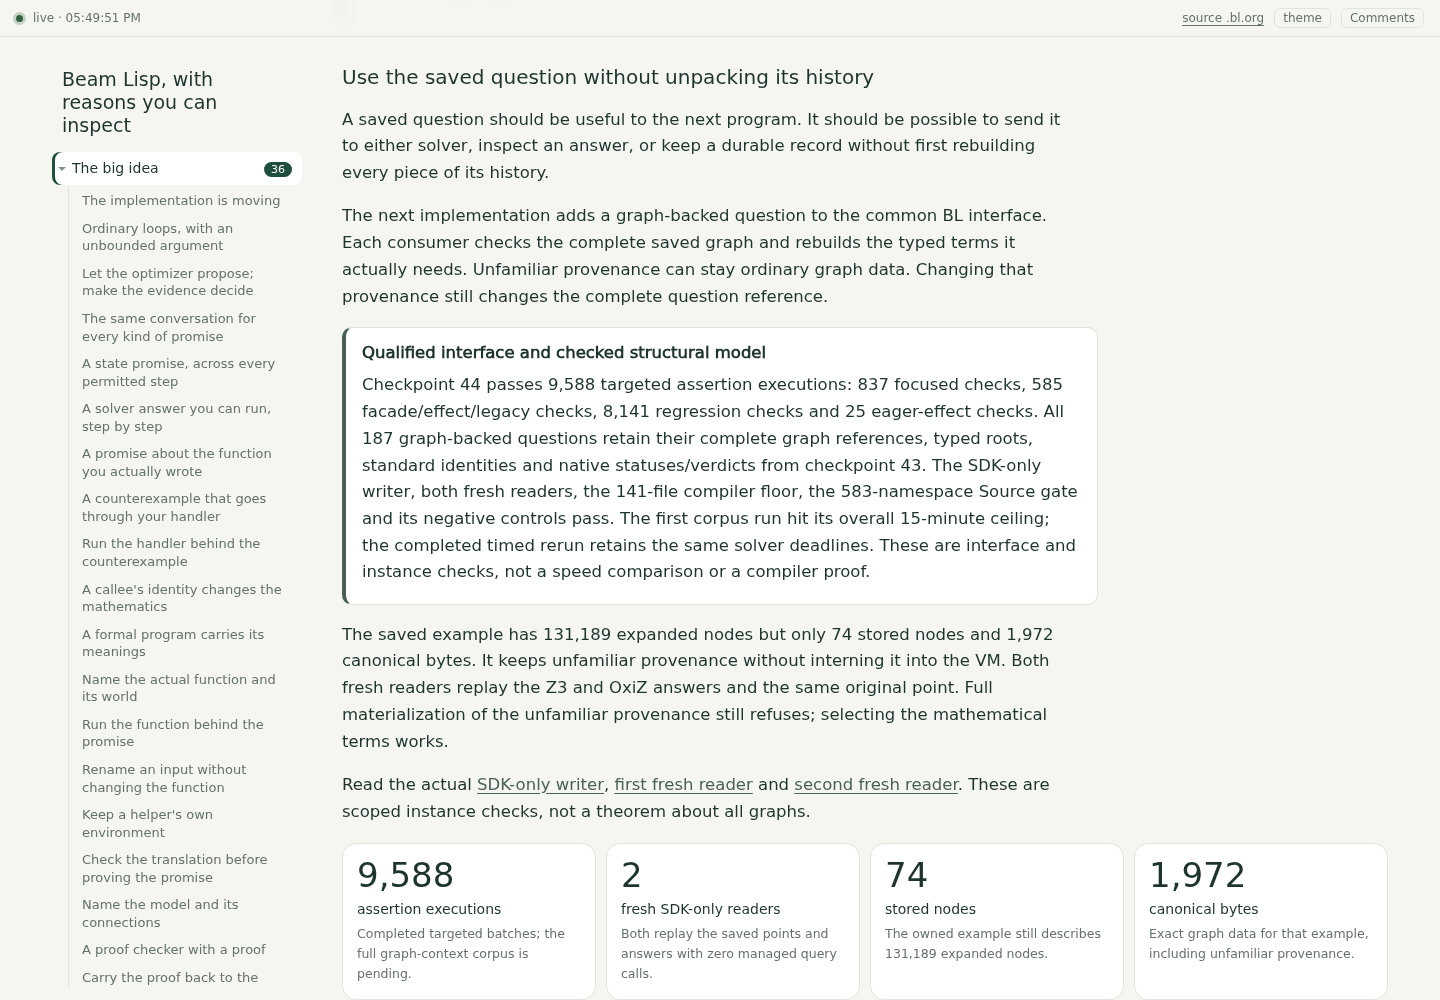 live · 05:49:51 PM
source .bl.org
theme
Comments
Beam Lisp, with
reasons you can
inspect
The big idea
36
The implementation is moving
Ordinary loops, with an
unbounded argument
Let the optimizer propose;
make the evidence decide
The same conversation for
every kind of promise
A state promise, across every
permitted step
A solver answer you can run,
step by step
A promise about the function
you actually wrote
A counterexample that goes
through your handler
Run the handler behind the
counterexample
A callee's identity changes the
mathematics
A formal program carries its
meanings
Name the actual function and
its world
Run the function behind the
promise
Rename an input without
changing the function
Keep a helper's own
environment
Check the translation before
proving the promise
Name the model and its
connections
A proof checker with a proof
Carry the proof back to the
Use the saved question without unpacking its history
A saved question should be useful to the next program. It should be possible to send it
to either solver, inspect an answer, or keep a durable record without first rebuilding
every piece of its history.
The next implementation adds a graph-backed question to the common BL interface.
Each consumer checks the complete saved graph and rebuilds the typed terms it
actually needs. Unfamiliar provenance can stay ordinary graph data. Changing that
provenance still changes the complete question reference.
Qualified interface and checked structural model
Checkpoint 44 passes 9,588 targeted assertion executions: 837 focused checks, 585
facade/effect/legacy checks, 8,141 regression checks and 25 eager-effect checks. All
187 graph-backed questions retain their complete graph references, typed roots,
standard identities and native statuses/verdicts from checkpoint 43. The SDK-only
writer, both fresh readers, the 141-file compiler floor, the 583-namespace Source gate
and its negative controls pass. The first corpus run hit its overall 15-minute ceiling;
the completed timed rerun retains the same solver deadlines. These are interface and
instance checks, not a speed comparison or a compiler proof.
The saved example has 131,189 expanded nodes but only 74 stored nodes and 1,972
canonical bytes. It keeps unfamiliar provenance without interning it into the VM. Both
fresh readers replay the Z3 and OxiZ answers and the same original point. Full
materialization of the unfamiliar provenance still refuses; selecting the mathematical
terms works.
Read the actual SDK-only writer, first fresh reader and second fresh reader. These are
scoped instance checks, not a theorem about all graphs.
9,588
assertion executions
Completed targeted batches; the
full graph-context corpus is
pending.
2
fresh SDK-only readers
Both replay the saved points and
answers with zero managed query
calls.
74
stored nodes
The owned example still describes
131,189 expanded nodes.
1,972
canonical bytes
Exact graph data for that example,
including unfamiliar provenance.